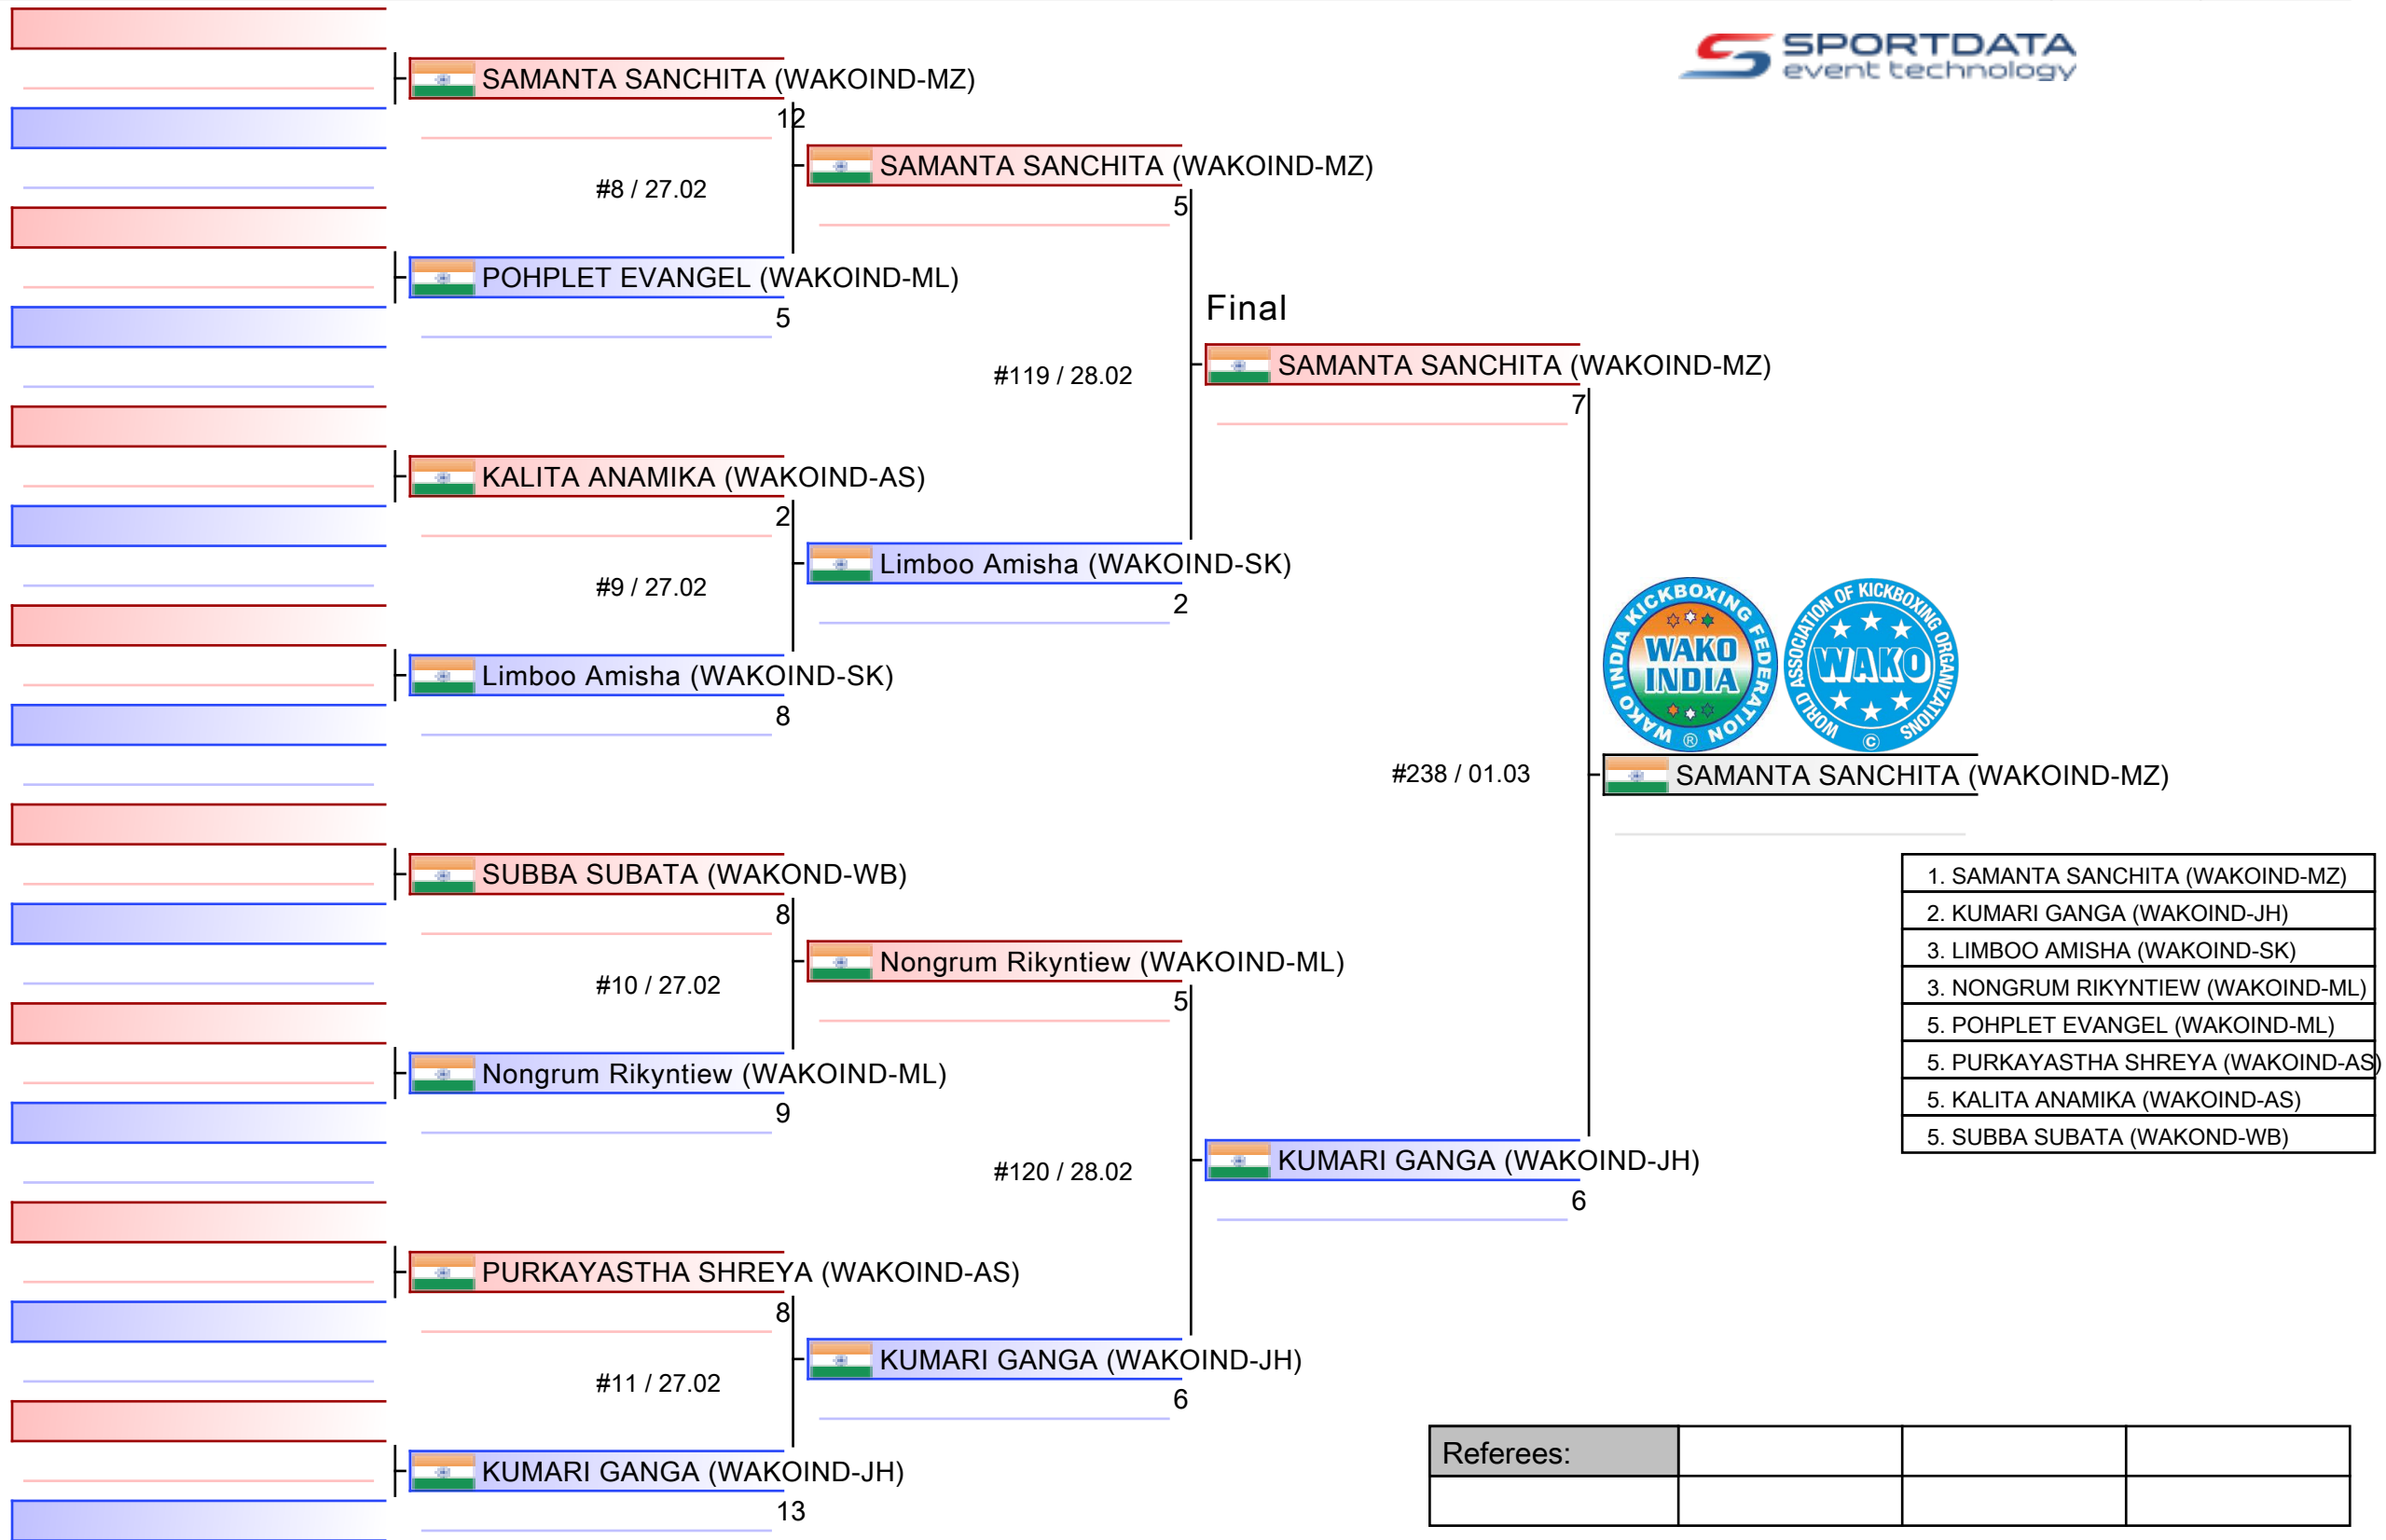 SPORTDATA
event technology
SAMANTA SANCHITA (WAKOIND-MZ)
12
SAMANTA SANCHITA (WAKOIND-MZ)
#8 / 27.02
5
POHPLET EVANGEL (WAKOIND-ML)
5
Final
SAMANTA SANCHITA (WAKOIND-MZ)
#119 / 28.02
7
KALITA ANAMIKA (WAKOIND-AS)
2
Limboo Amisha (WAKOIND-SK)
#9 / 27.02
2
Limboo Amisha (WAKOIND-SK)
8
WAKO INDIA KICKBOXING FEDERATION
WAKO
INDIA
®
WORLD ASSOCIATION OF KICKBOXING ORGANIZATIONS
WAKO
©
#238 / 01.03
SAMANTA SANCHITA (WAKOIND-MZ)
SUBBA SUBATA (WAKOND-WB)
8
Nongrum Rikyntiew (WAKOIND-ML)
#10 / 27.02
5
Nongrum Rikyntiew (WAKOIND-ML)
9
1. SAMANTA SANCHITA (WAKOIND-MZ)
2. KUMARI GANGA (WAKOIND-JH)
3. LIMBOO AMISHA (WAKOIND-SK)
3. NONGRUM RIKYNTIEW (WAKOIND-ML)
5. POHPLET EVANGEL (WAKOIND-ML)
5. PURKAYASTHA SHREYA (WAKOIND-AS)
5. KALITA ANAMIKA (WAKOIND-AS)
5. SUBBA SUBATA (WAKOND-WB)
#120 / 28.02
KUMARI GANGA (WAKOIND-JH)
6
PURKAYASTHA SHREYA (WAKOIND-AS)
8
KUMARI GANGA (WAKOIND-JH)
#11 / 27.02
6
KUMARI GANGA (WAKOIND-JH)
13
Referees: